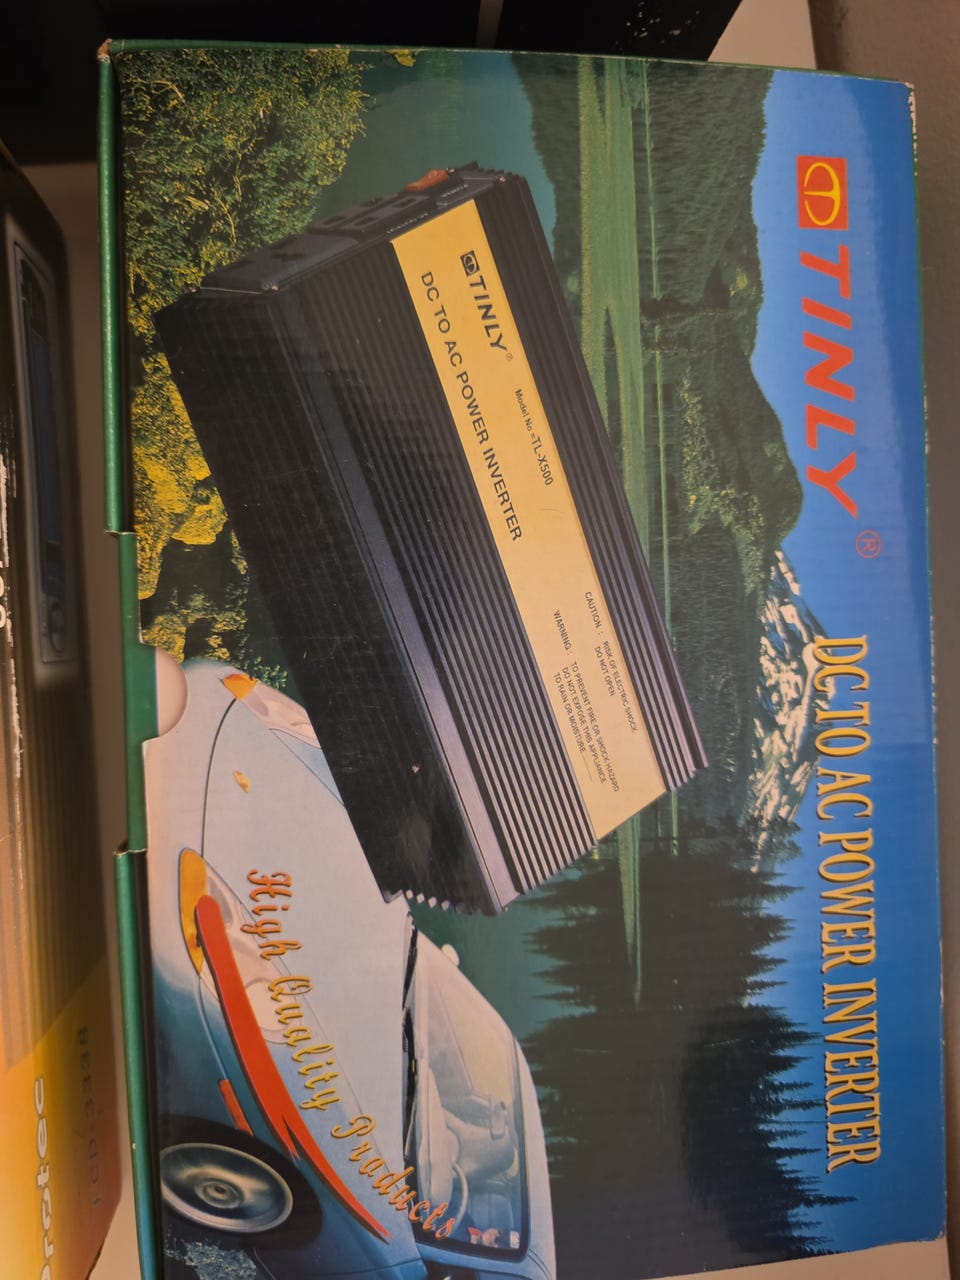 TINLY®
DC TO AC POWER INVERTER
TINLY®
Model No =TL-X500
DC TO AC POWER INVERTER
CAUTION : RISK OF ELECTRIC SHOCK
DO NOT OPEN
WARNING : TO PREVENT FIRE OR SHOCK HAZARD
DO NOT EXPOSE THIS APPLIANCE
TO RAIN OR MOISTURE
High Quality Products